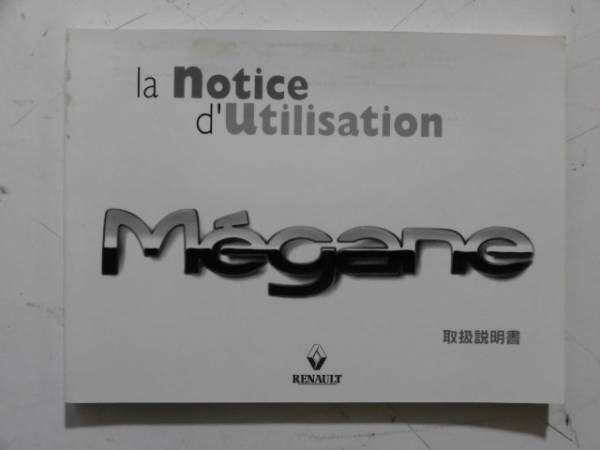 la notice
d'utilisation
Mégane
取扱説明書
RENAULT